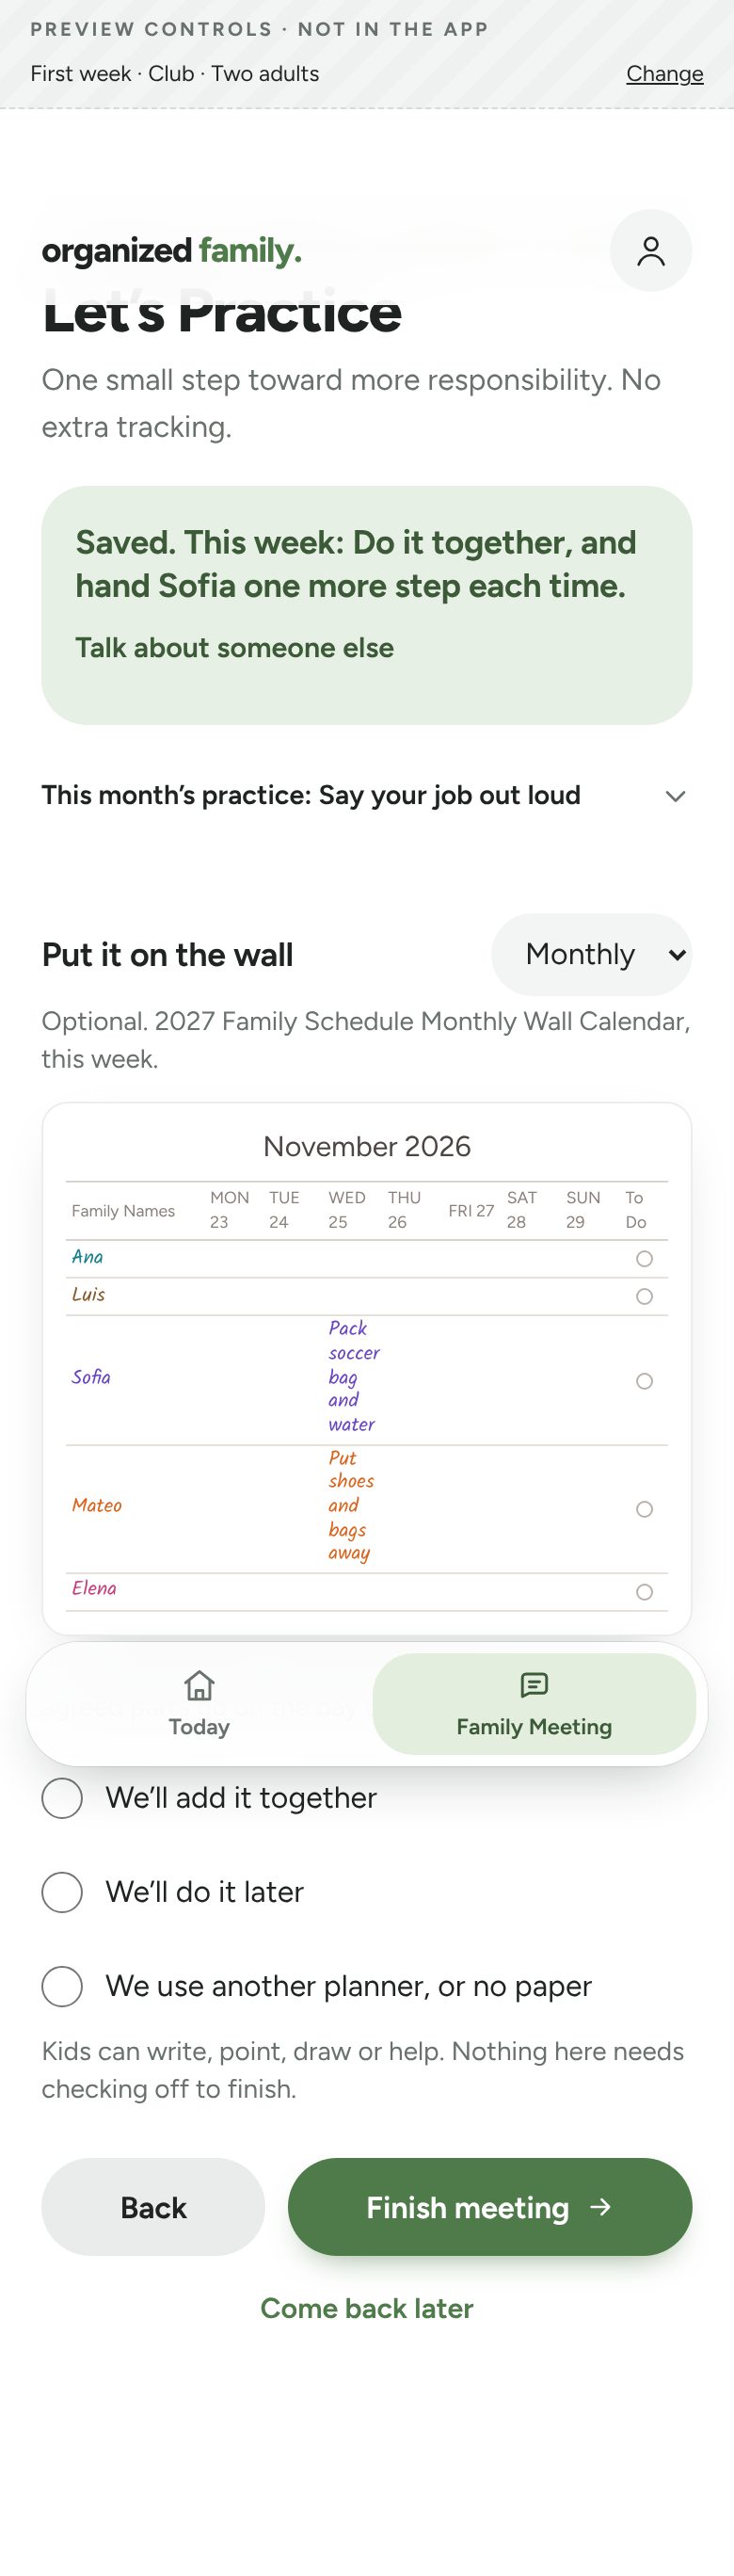 PREVIEW CONTROLS · NOT IN THE APP
First week · Club · Two adults
Change
organized family.
Let’s Practice
One small step toward more responsibility. No
extra tracking.
Saved. This week: Do it together, and
hand Sofia one more step each time.
Talk about someone else
This month’s practice: Say your job out loud
Put it on the wall
Monthly
Optional. 2027 Family Schedule Monthly Wall Calendar,
this week.
November 2026
Family Names
MON 23
TUE 24
WED 25
THU 26
FRI 27
SAT 28
SUN 29
To Do
Ana
Luis
Sofia
Pack
soccer
bag
and
water
Mateo
Put
shoes
and
bags
away
Elena
Today
Family Meeting
We’ll add it together
We’ll do it later
We use another planner, or no paper
Kids can write, point, draw or help. Nothing here needs
checking off to finish.
Back
Finish meeting
Come back later